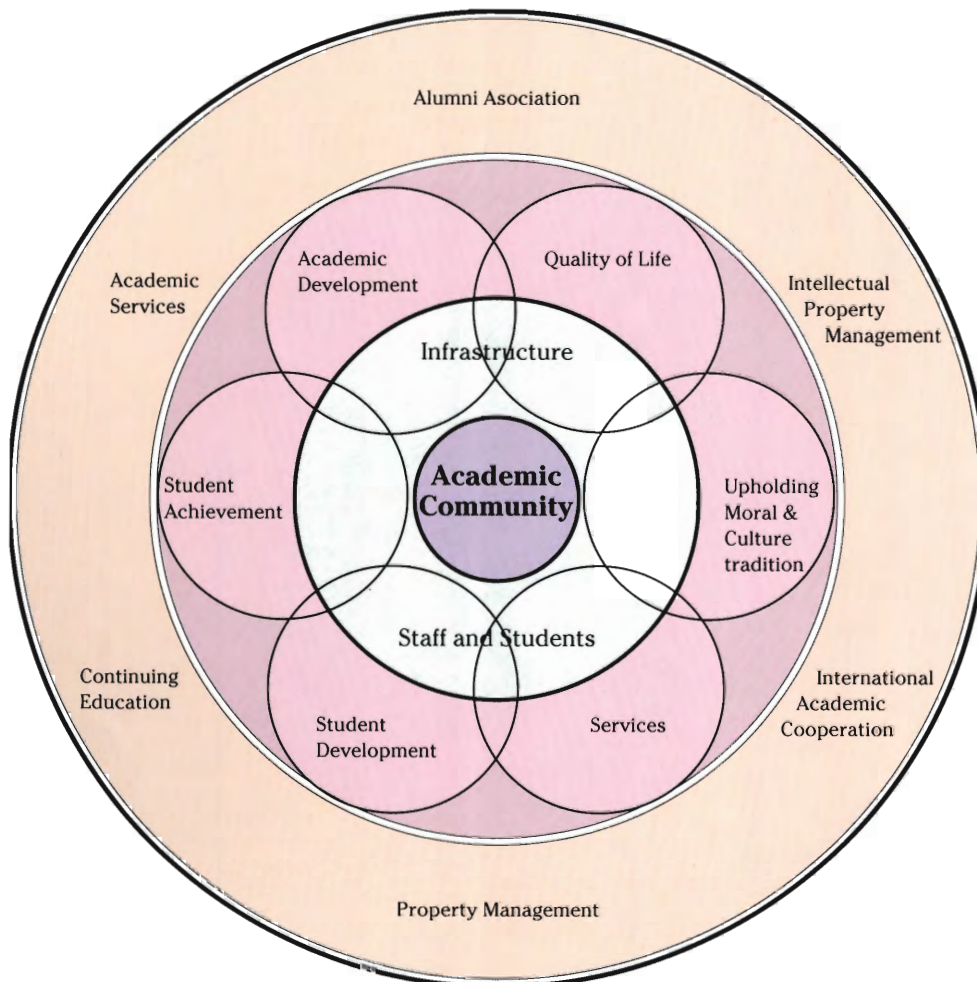 Alumni Asociation
Academic
Services
Academic
Development
Quality of Life
Intellectual
Property
Management
Infrastructure
Student
Achievement
Academic
Community
Upholding
Moral &
Culture
tradition
Staff and Students
Continuing
Education
Student
Development
Services
International
Academic
Cooperation
Property Management